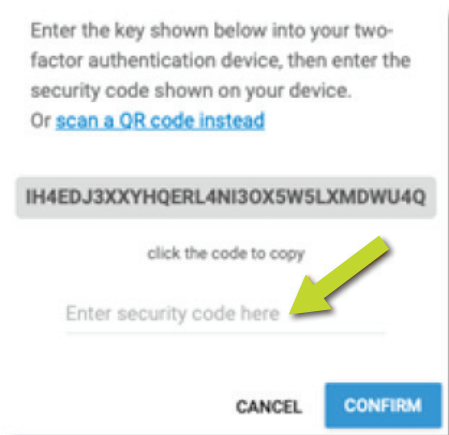 Enter the key shown below into your two-
factor authentication device, then enter the
security code shown on your device.
Or scan a QR code instead
IH4EDJ3XXYHQERL4NI3OX5W5LXMDWU4Q
click the code to copy
Enter security code here
CANCEL
CONFIRM